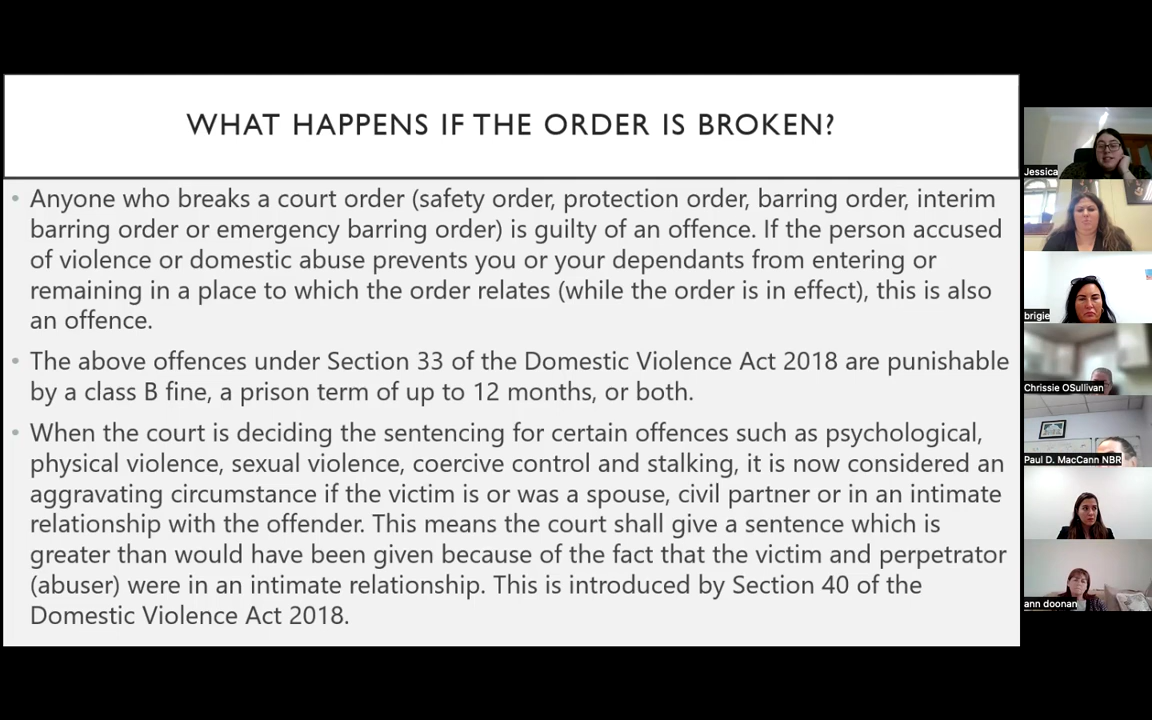 WHAT HAPPENS IF THE ORDER IS BROKEN?
• Anyone who breaks a court order (safety order, protection order, barring order, interim
barring order or emergency barring order) is guilty of an offence. If the person accused
of violence or domestic abuse prevents you or your dependants from entering or
remaining in a place to which the order relates (while the order is in effect), this is also
an offence.
• The above offences under Section 33 of the Domestic Violence Act 2018 are punishable
by a class B fine, a prison term of up to 12 months, or both.
• When the court is deciding the sentencing for certain offences such as psychological,
physical violence, sexual violence, coercive control and stalking, it is now considered an
aggravating circumstance if the victim is or was a spouse, civil partner or in an intimate
relationship with the offender. This means the court shall give a sentence which is
greater than would have been given because of the fact that the victim and perpetrator
(abuser) were in an intimate relationship. This is introduced by Section 40 of the
Domestic Violence Act 2018.
Jessica
brigie
Chrissie OSullivan
Paul D. MacCann NBR
ann doonan